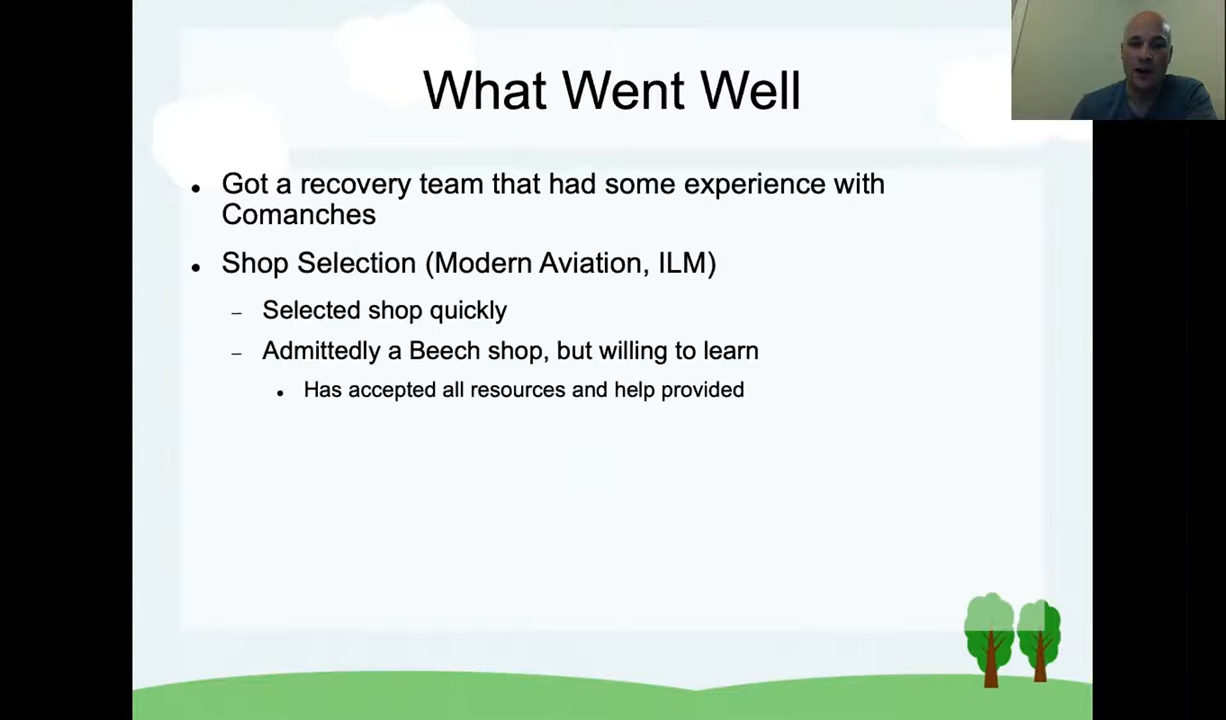 What Went Well
• Got a recovery team that had some experience with
Comanches
• Shop Selection (Modern Aviation, ILM)
– Selected shop quickly
– Admittedly a Beech shop, but willing to learn
• Has accepted all resources and help provided